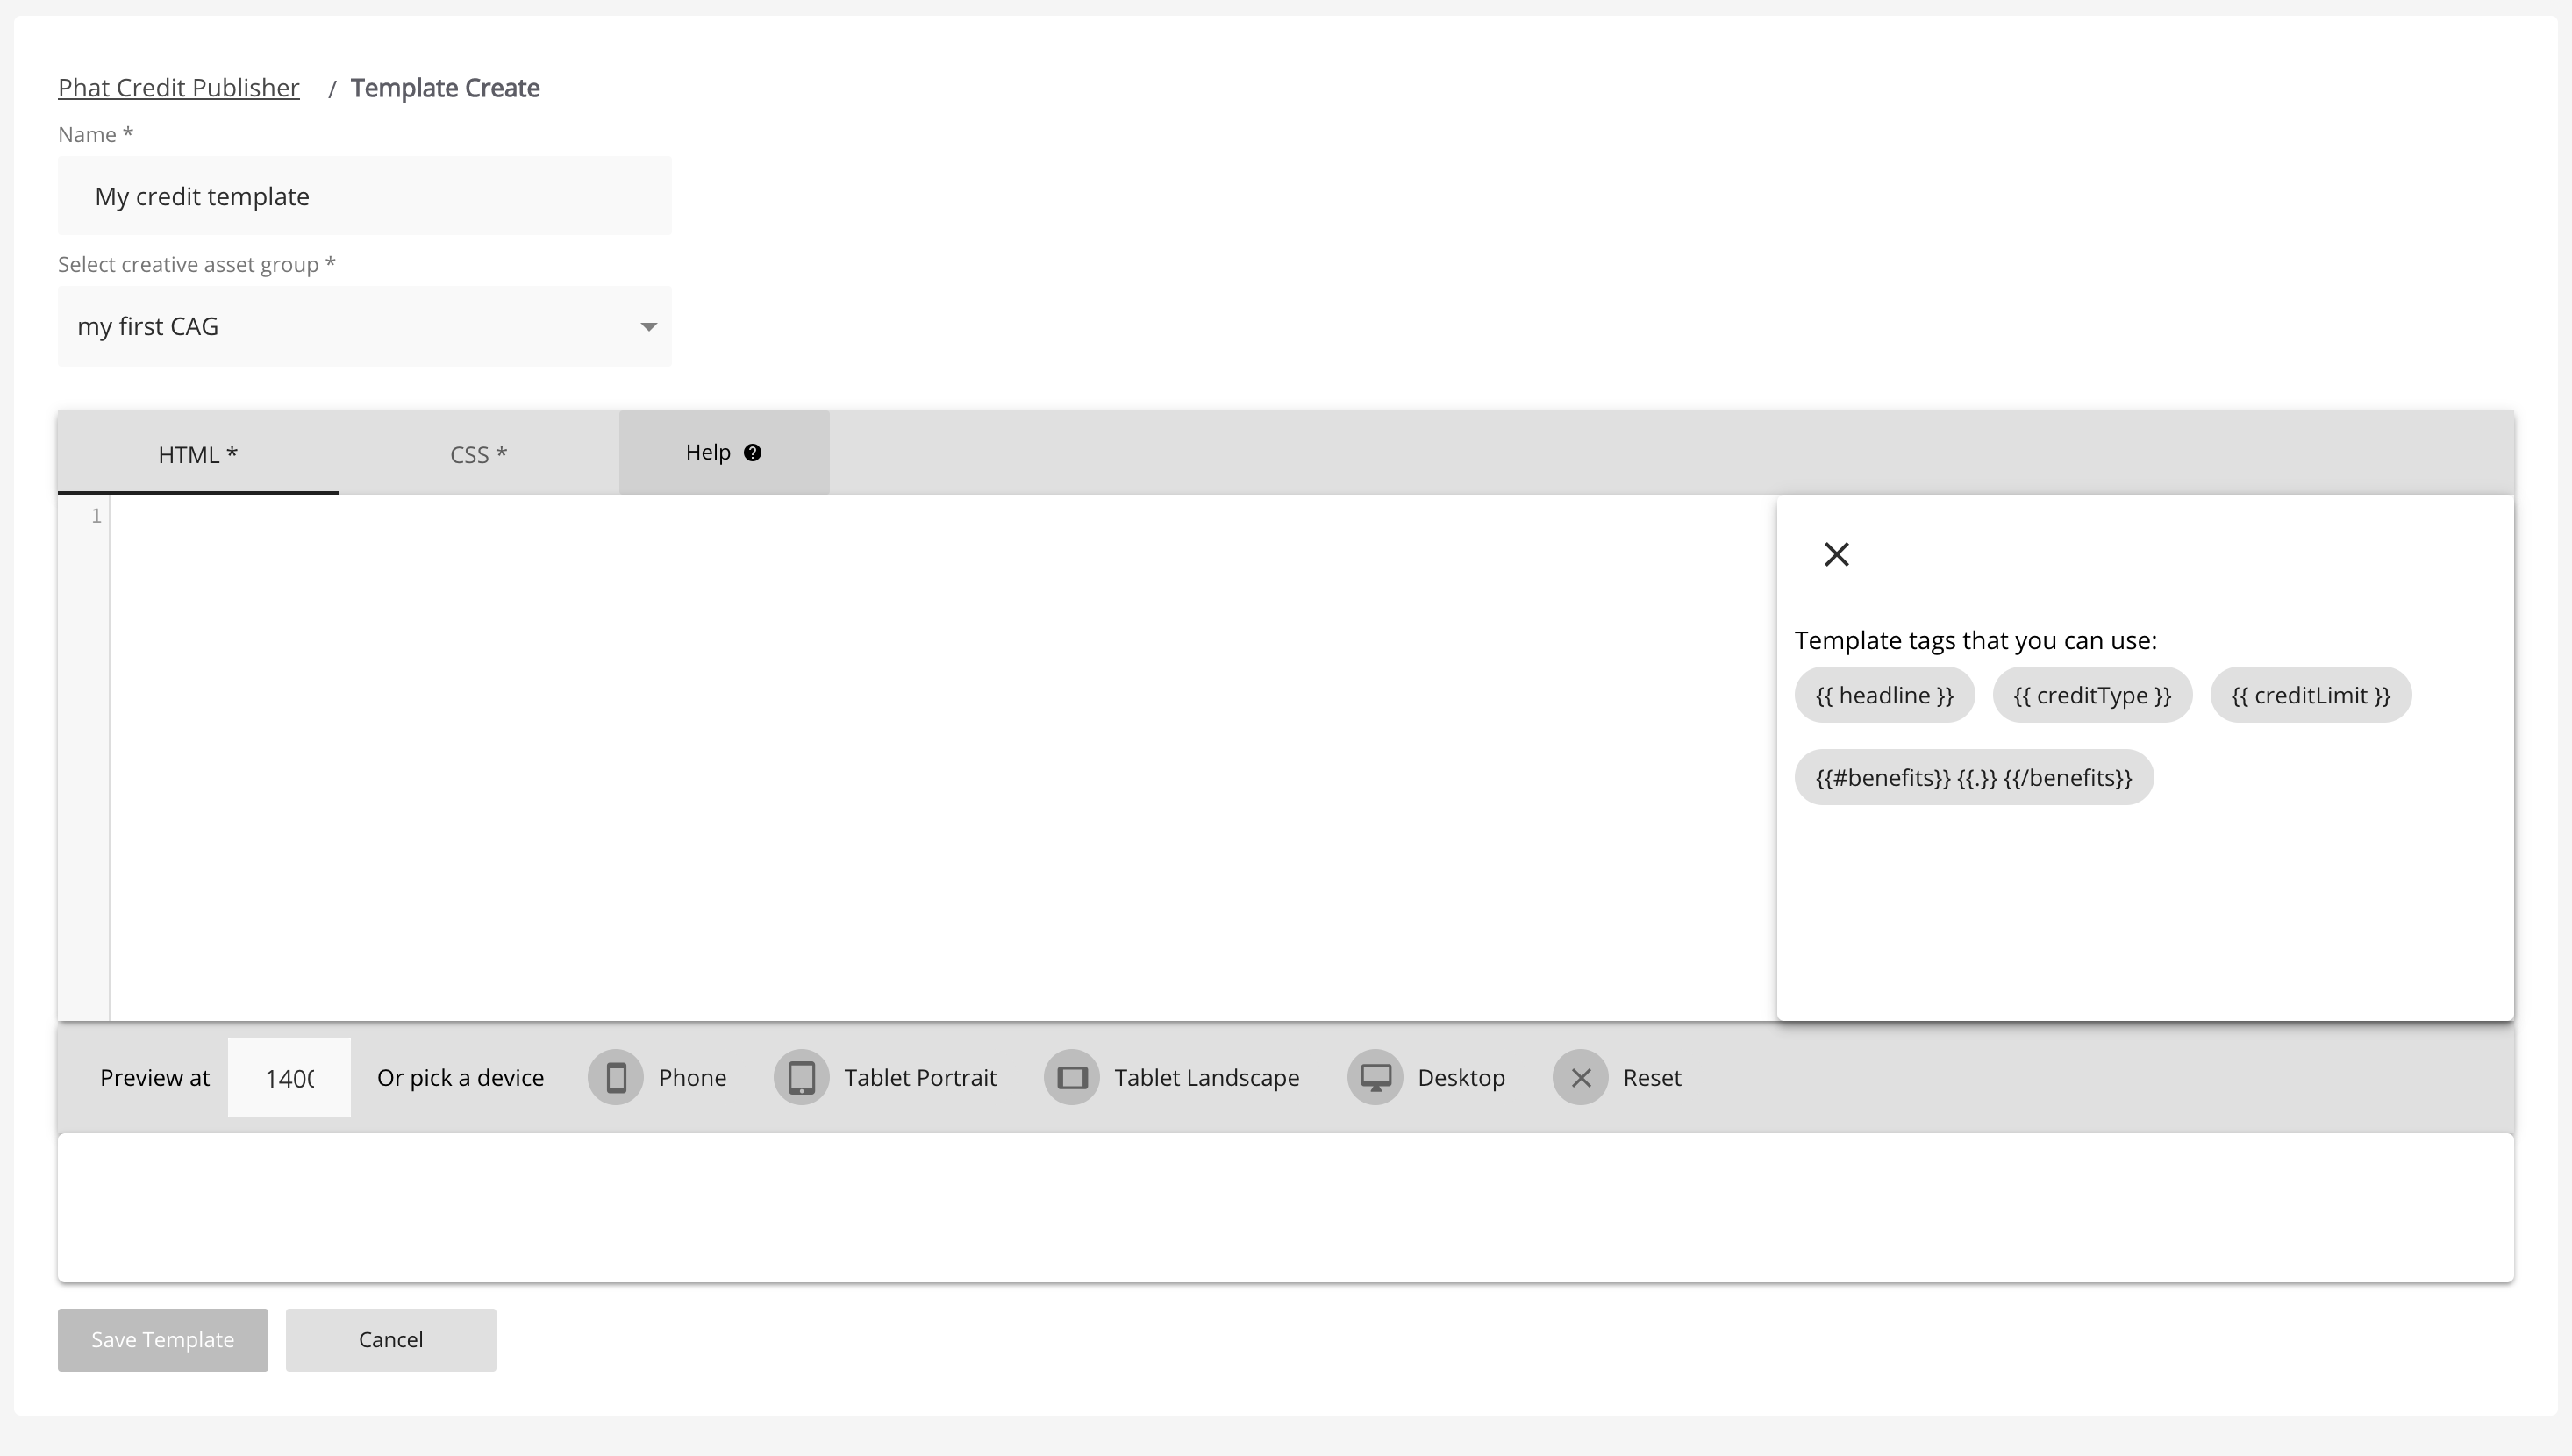 Phat Credit Publisher / Template Create
Name *
My credit template
Select creative asset group *
my first CAG
HTML * CSS * Help ?
1
Template tags that you can use:
{{ headline }} {{ creditType }} {{ creditLimit }}
{{#benefits}} {{.}} {{/benefits}}
Preview at 1400 Or pick a device Phone Tablet Portrait Tablet Landscape Desktop Reset
Save Template Cancel